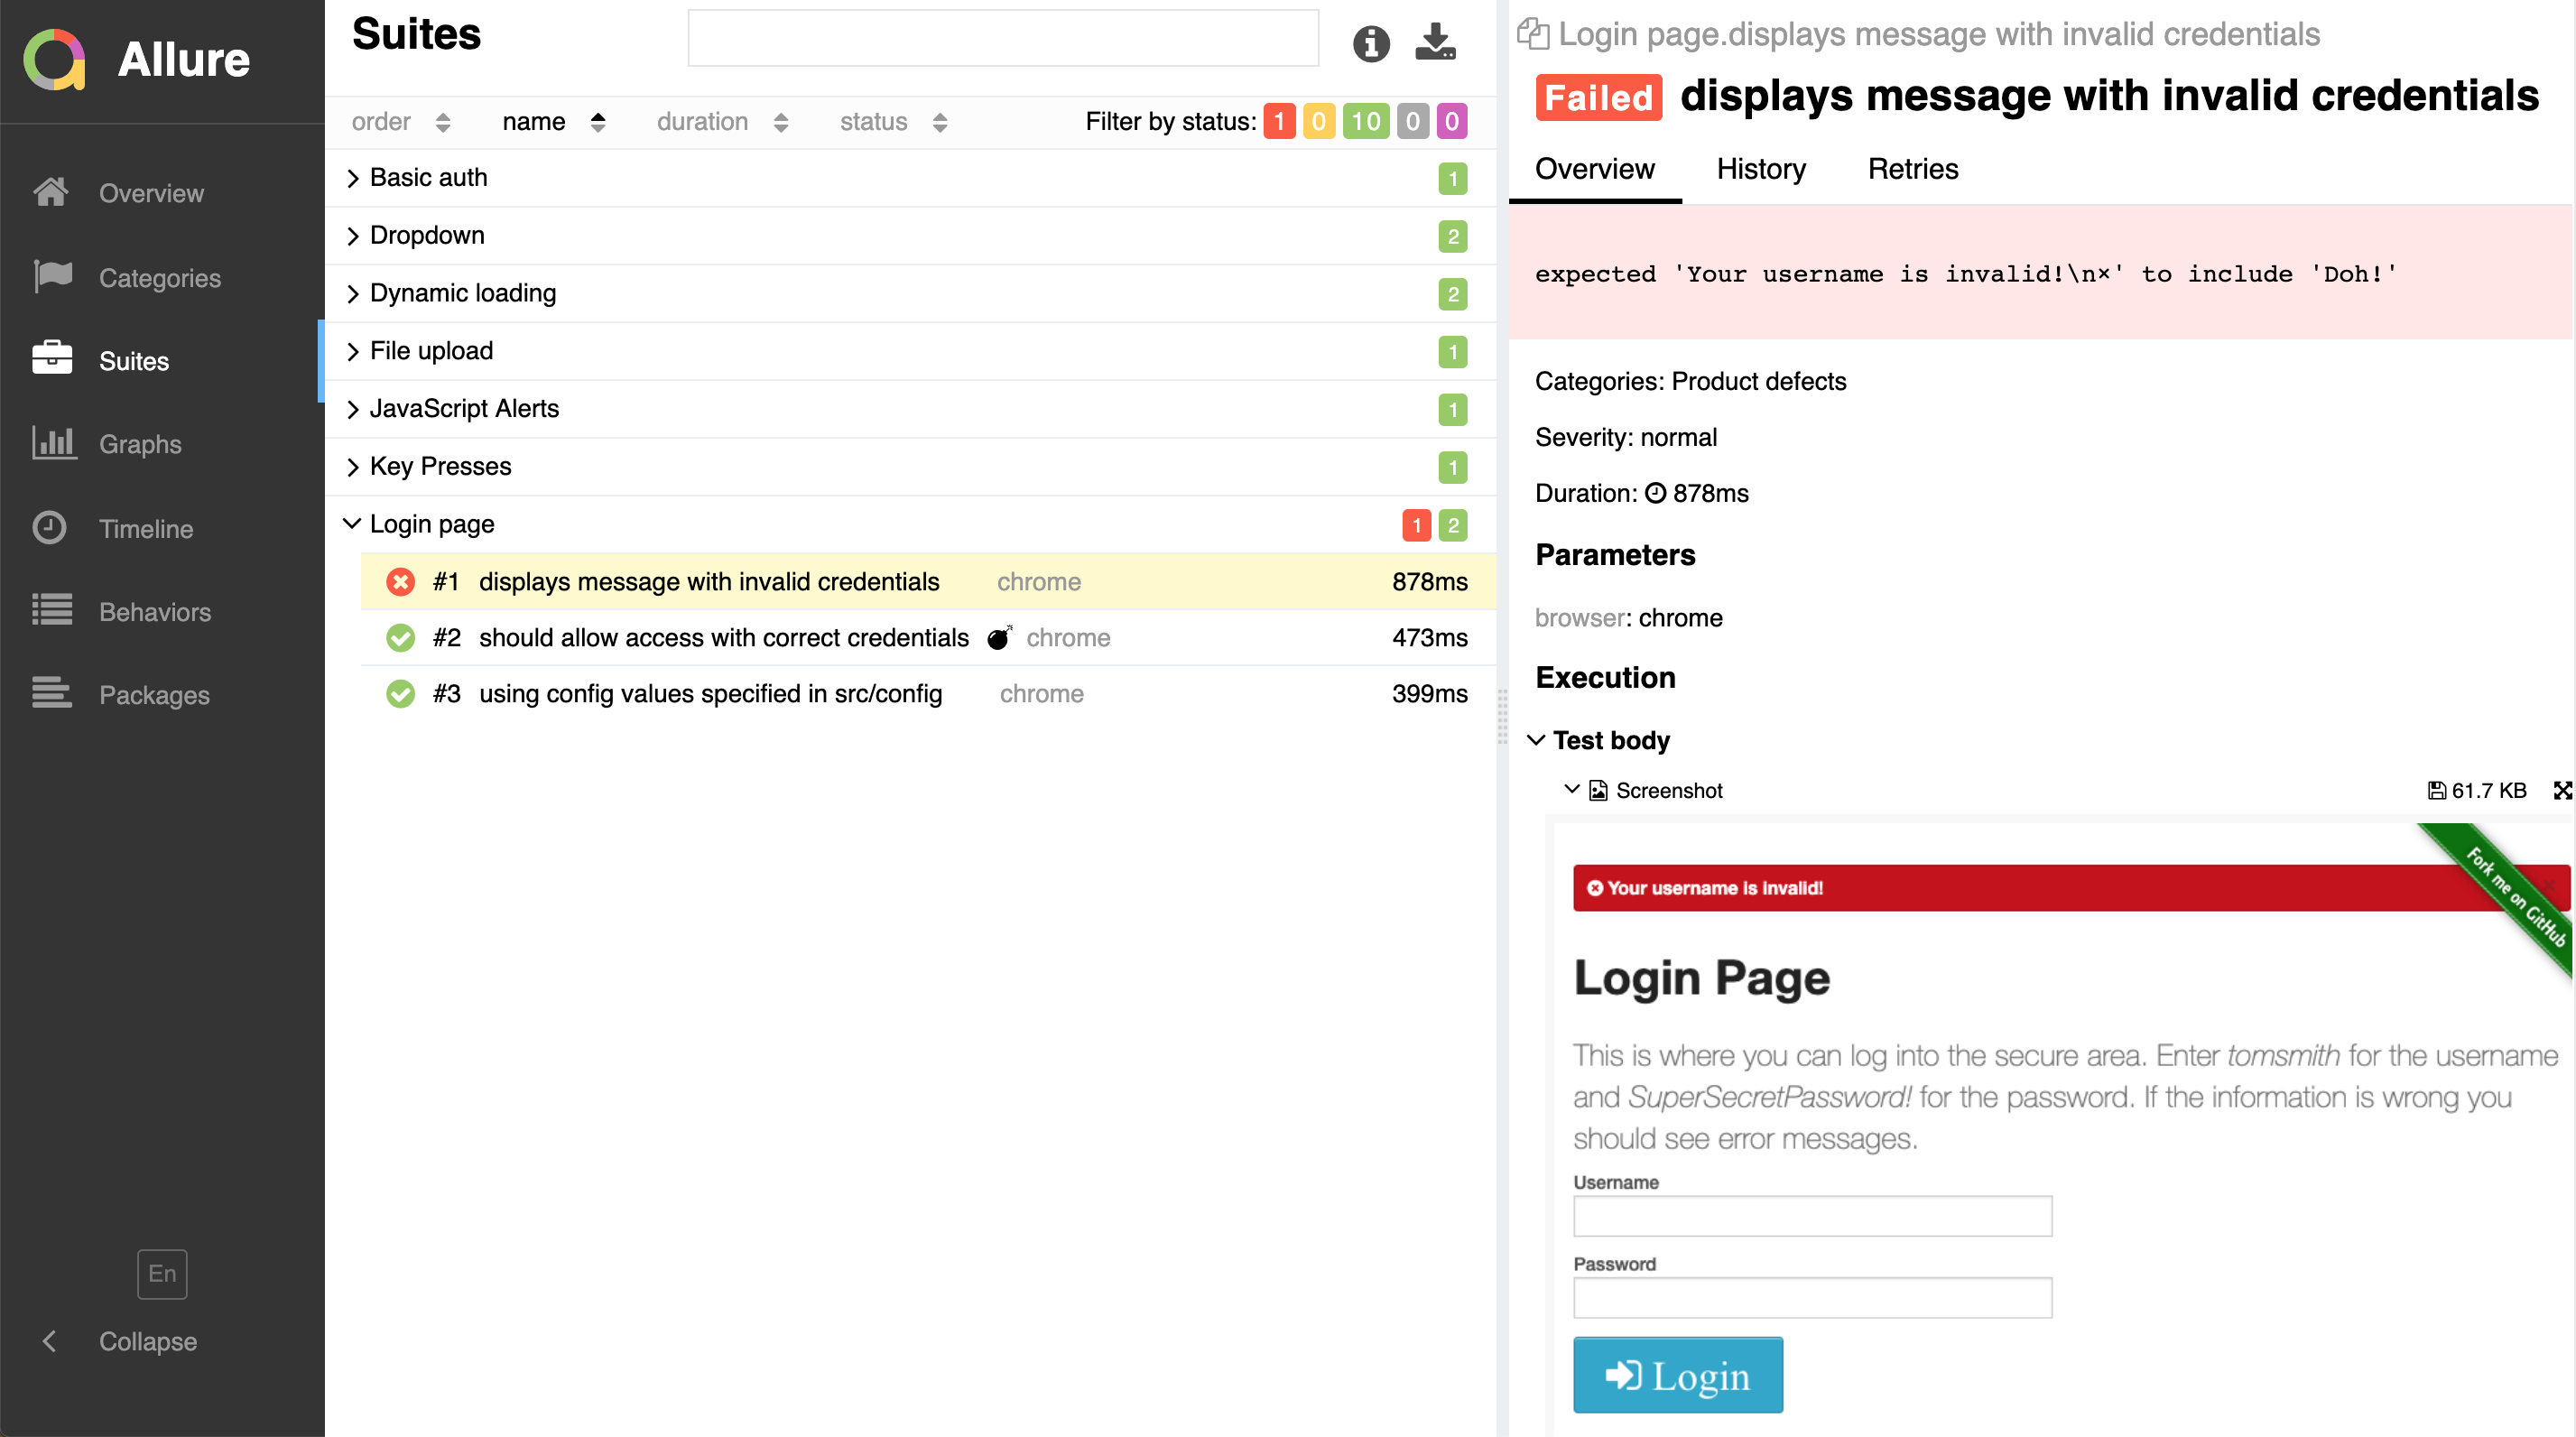 Allure
Overview
Categories
Suites
Graphs
Timeline
Behaviors
Packages
En
Collapse
Suites
order name duration status Filter by status: 1 0 10 0 0
Basic auth 1
Dropdown 2
Dynamic loading 2
File upload 1
JavaScript Alerts 1
Key Presses 1
Login page 1 2
#1 displays message with invalid credentials chrome 878ms
#2 should allow access with correct credentials chrome 473ms
#3 using config values specified in src/config chrome 399ms
Login page.displays message with invalid credentials
Failed displays message with invalid credentials
Overview History Retries
expected 'Your username is invalid!\n×' to include 'Doh!'
Categories: Product defects
Severity: normal
Duration: 878ms
Parameters
browser: chrome
Execution
Test body
Screenshot 61.7 KB
Fork me on GitHub
Your username is invalid!
Login Page
This is where you can log into the secure area. Enter tomsmith for the username
and SuperSecretPassword! for the password. If the information is wrong you
should see error messages.
Username
Password
Login